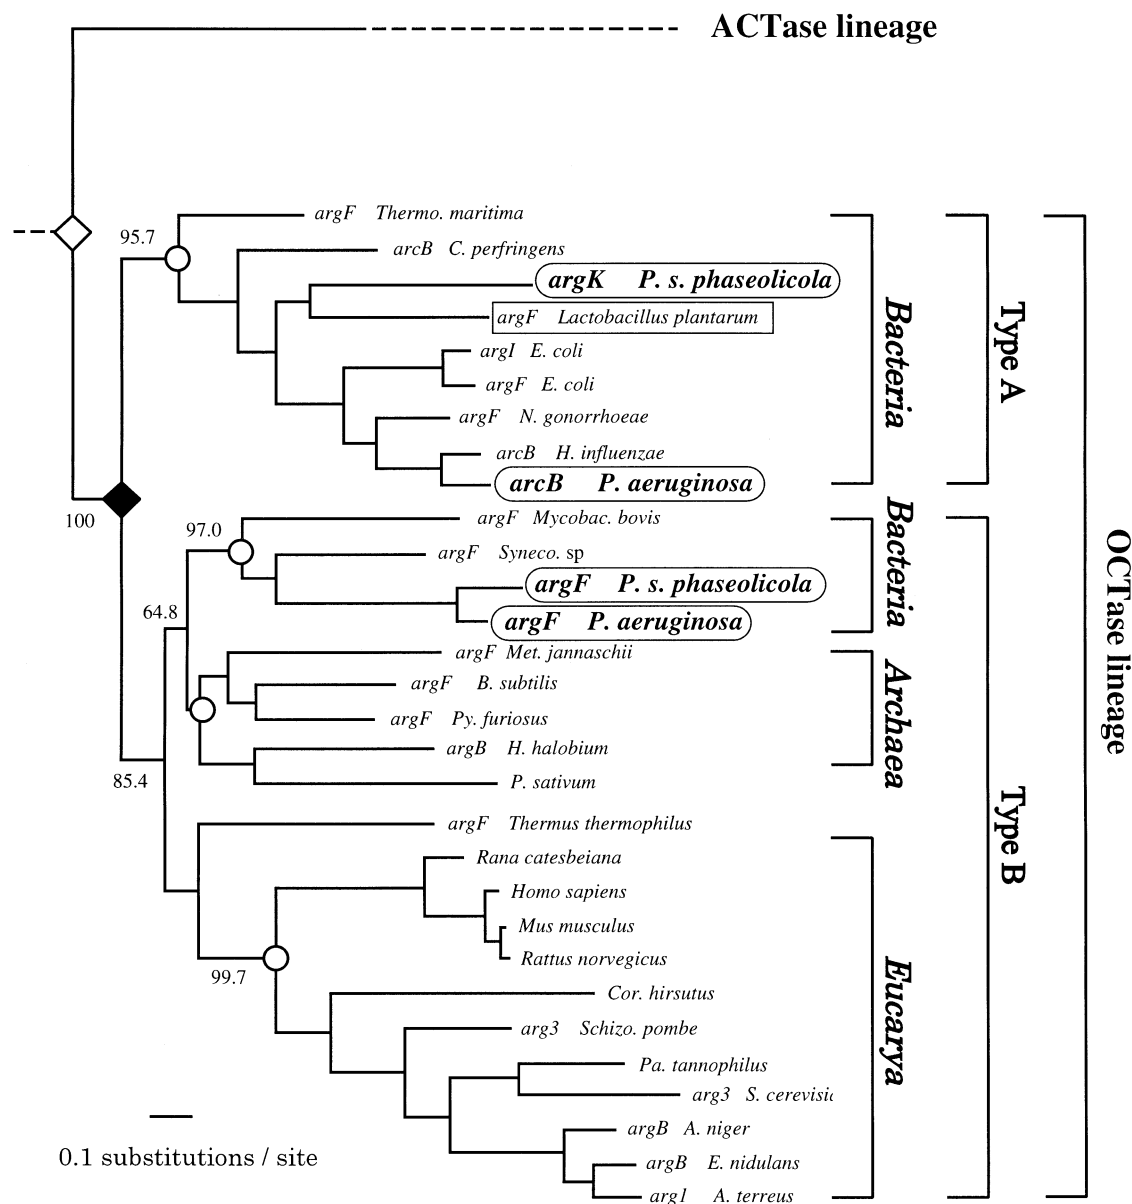 ACTase lineage
95.7
argF Thermo. maritima
arcB C. perfringens
argK P. s. phaseolicola
argF Lactobacillus plantarum
argI E. coli
argF E. coli
argF N. gonorrhoeae
arcB H. influenzae
arcB P. aeruginosa
Bacteria
Type A
100
97.0
argF Mycobac. bovis
argF Syneco. sp
argF P. s. phaseolicola
argF P. aeruginosa
Bacteria
64.8
argF Met. jannaschii
argF B. subtilis
argF Py. furiosus
argB H. halobium
P. sativum
Archaea
OCTase lineage
85.4
argF Thermus thermophilus
Rana catesbeiana
Homo sapiens
Mus musculus
Rattus norvegicus
Type B
99.7
Cor. hirsutus
arg3 Schizo. pombe
Pa. tannophilus
arg3 S. cerevisi
argB A. niger
argB E. nidulans
arg1 A. terreus
Eucarya
0.1 substitutions / site